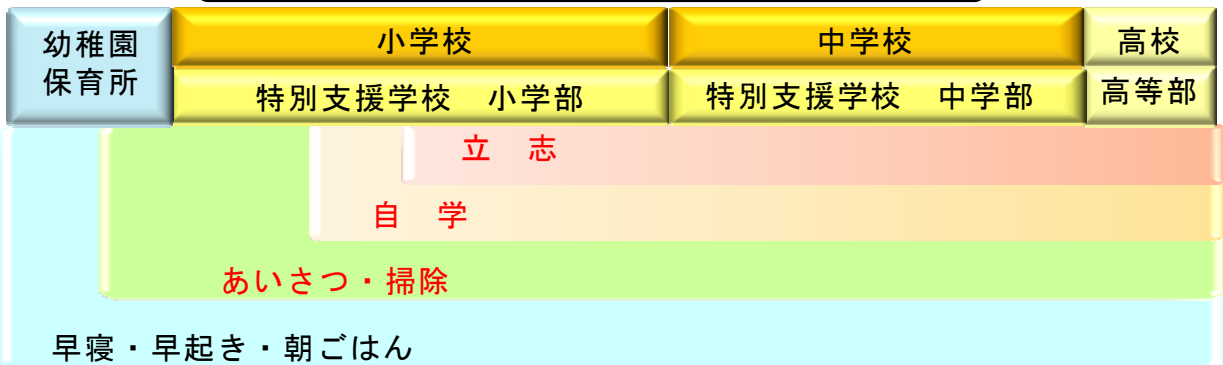 幼稚園
保育所
小学校
中学校
高校
特別支援学校　小学部
特別支援学校　中学部
高等部
立　志
自　学
あいさつ・掃除
早寝・早起き・朝ごはん